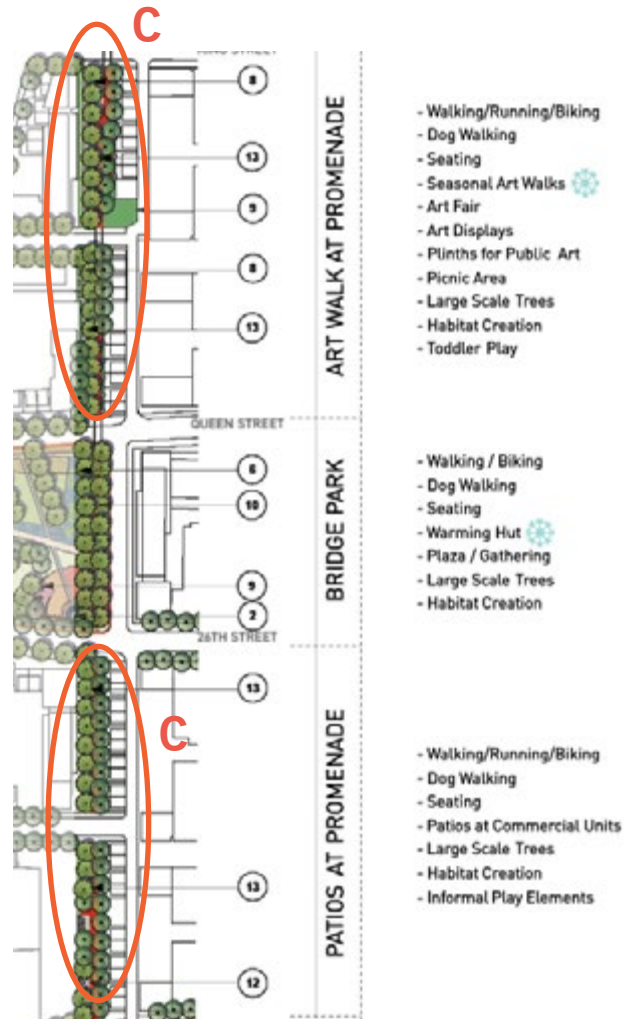 C
8
13
9
8
13
ART WALK AT PROMENADE
- Walking/Running/Biking
- Dog Walking
- Seating
- Seasonal Art Walks
- Art Fair
- Art Displays
- Plinths for Public Art
- Picnic Area
- Large Scale Trees
- Habitat Creation
- Toddler Play
QUEEN STREET
6
10
9
2
BRIDGE PARK
- Walking / Biking
- Dog Walking
- Seating
- Warming Hut
- Plaza / Gathering
- Large Scale Trees
- Habitat Creation
26TH STREET
C
13
13
12
PATIOS AT PROMENADE
- Walking/Running/Biking
- Dog Walking
- Seating
- Patios at Commercial Units
- Large Scale Trees
- Habitat Creation
- Informal Play Elements